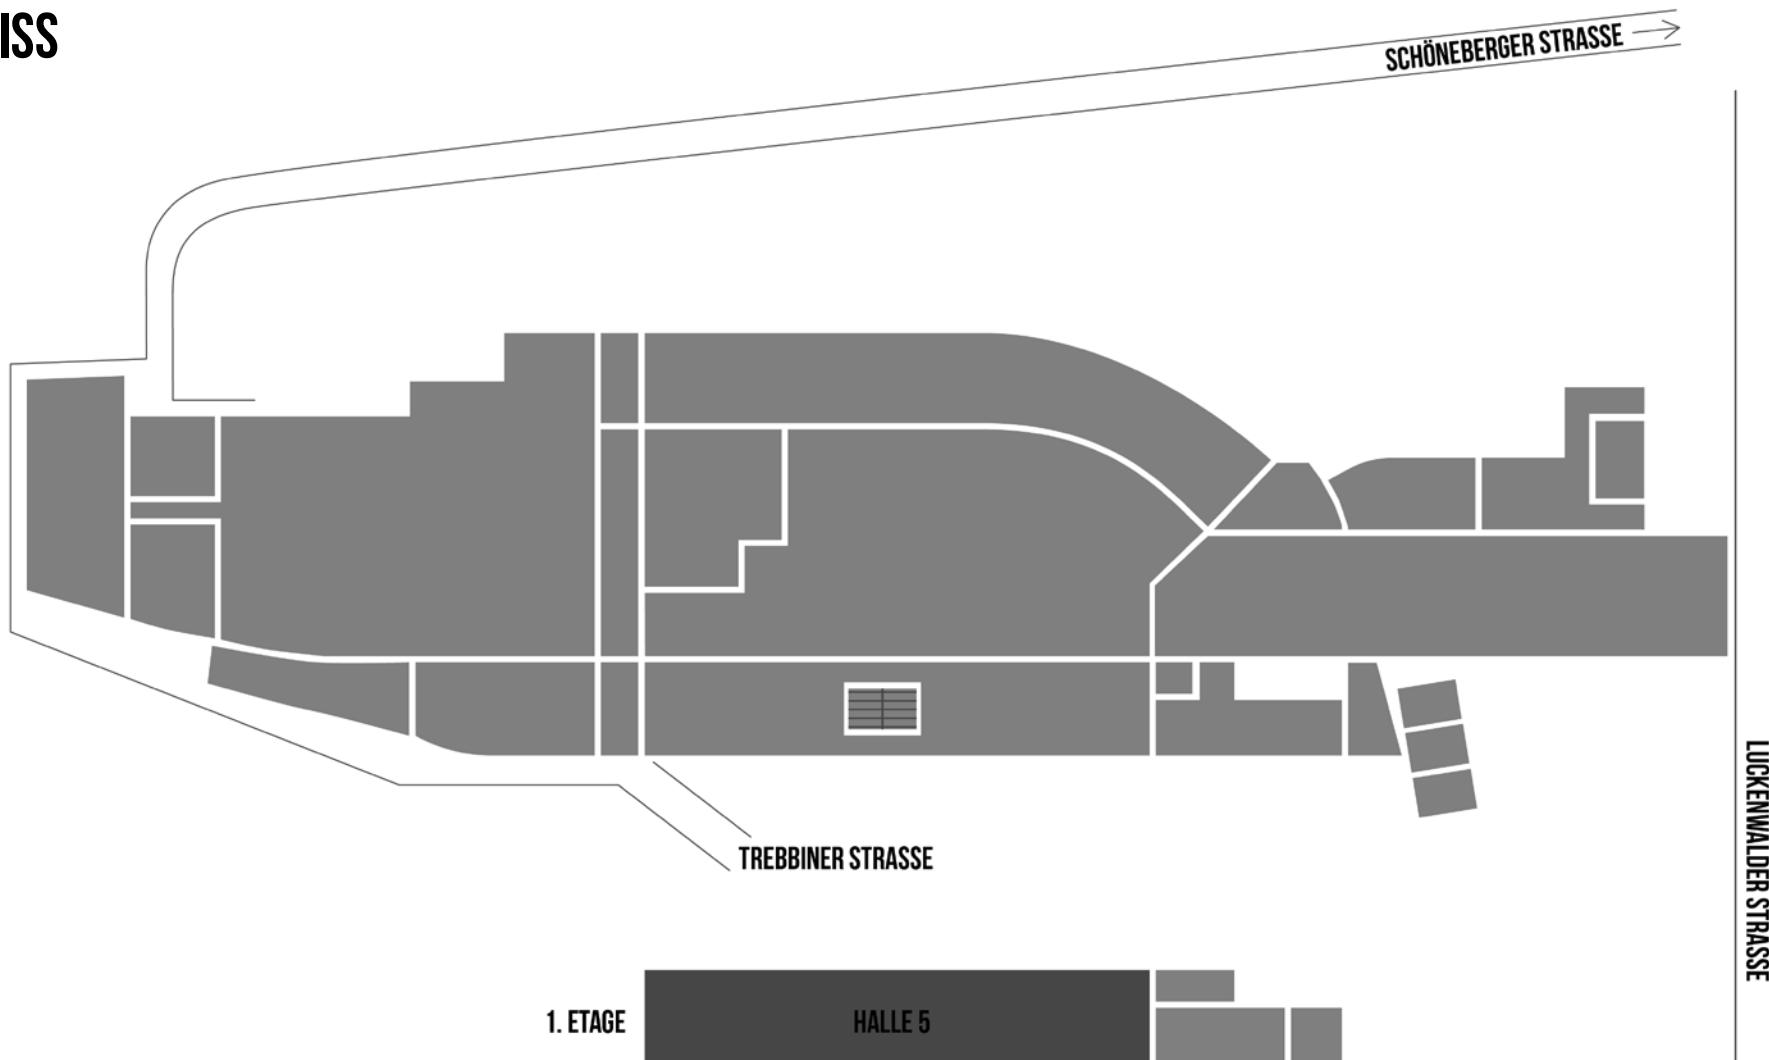 ISS
SCHÖNEBERGER STRASSE
TREBBINER STRASSE
LUCKENWALDER STRASSE
1. ETAGE
HALLE 5